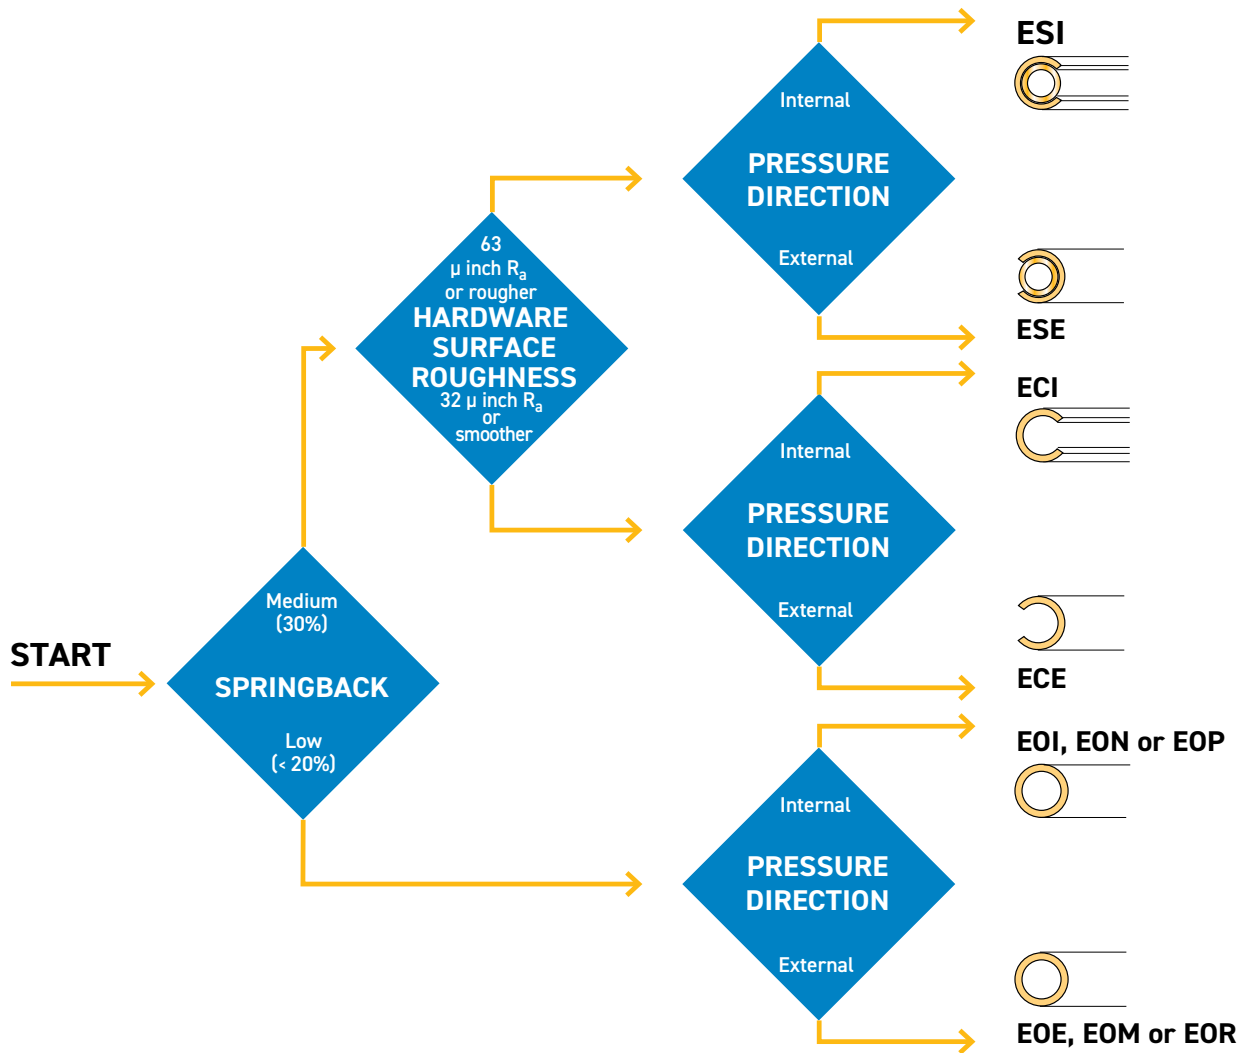 START
Medium
(30%)
SPRINGBACK
Low
(< 20%)
63
µ inch Ra
or rougher
HARDWARE
SURFACE
ROUGHNESS
32 µ inch Ra
or
smoother
Internal
PRESSURE
DIRECTION
External
ESI
ESE
Internal
PRESSURE
DIRECTION
External
ECI
ECE
Internal
PRESSURE
DIRECTION
External
EOI, EON or EOP
EOE, EOM or EOR